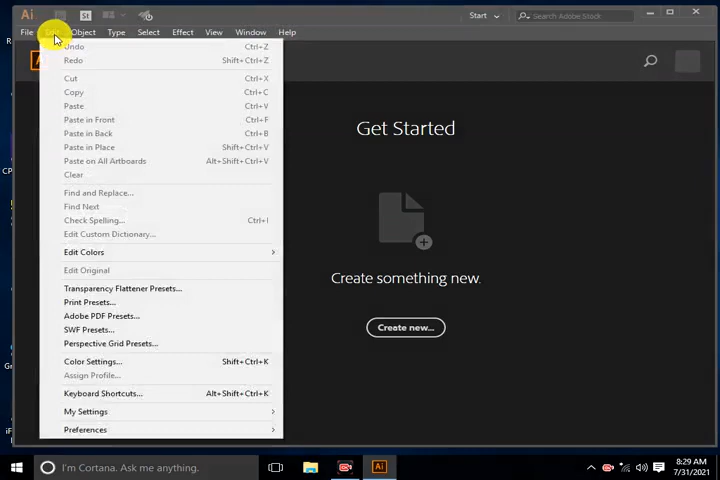 Ai St Start Search Adobe Stock
File Edit Object Type Select Effect View Window Help
Undo Ctrl+Z
Redo Shift+Ctrl+Z
Cut Ctrl+X
Copy Ctrl+C
Paste Ctrl+V
Paste in Front Ctrl+F
Paste in Back Ctrl+B
Paste in Place Shift+Ctrl+V
Paste on All Artboards Alt+Shift+Ctrl+V
Clear
Find and Replace...
Find Next
Check Spelling... Ctrl+I
Edit Custom Dictionary...
Edit Colors
Edit Original
Transparency Flattener Presets...
Print Presets...
Adobe PDF Presets...
SWF Presets...
Perspective Grid Presets...
Color Settings... Shift+Ctrl+K
Assign Profile...
Keyboard Shortcuts... Alt+Shift+Ctrl+K
My Settings
Preferences
Get Started
Create something new.
Create new...
I'm Cortana. Ask me anything.
Ai
8:29 AM
7/31/2021